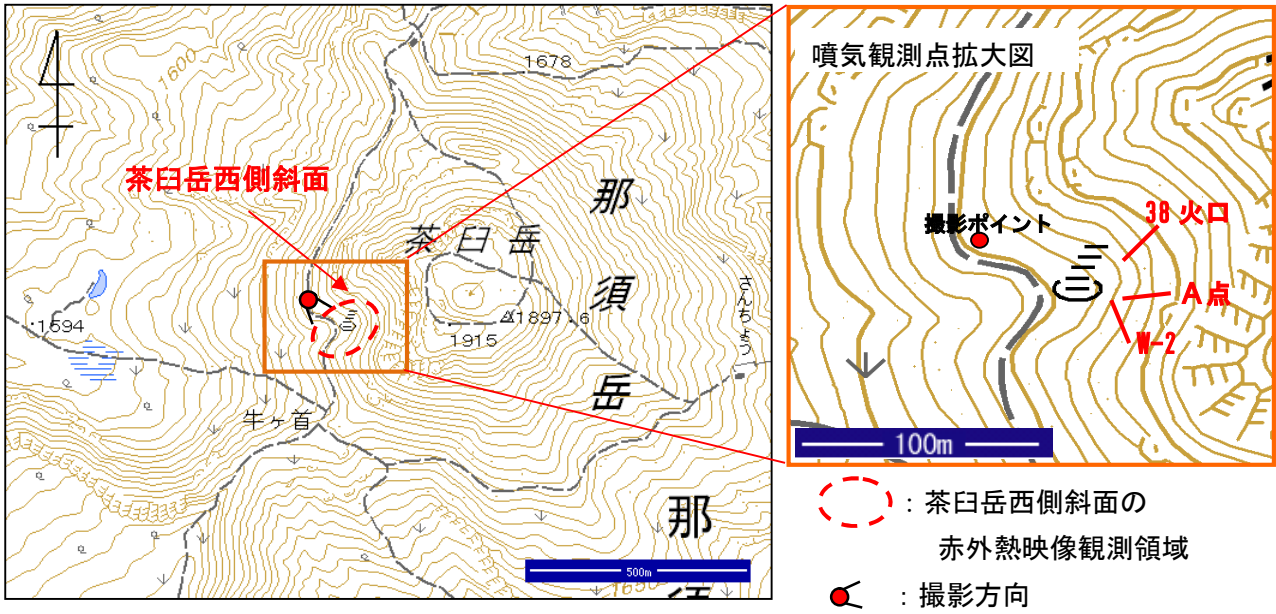 1600
1678
茶臼岳西側斜面
茶臼岳
那須岳
さんちょう
1897.6
1915
・1594
牛ヶ首
那
500m
噴気観測点拡大図
撮影ポイント
38 火口
A点
W-2
100m
：茶臼岳西側斜面の
赤外熱映像観測領域
：撮影方向